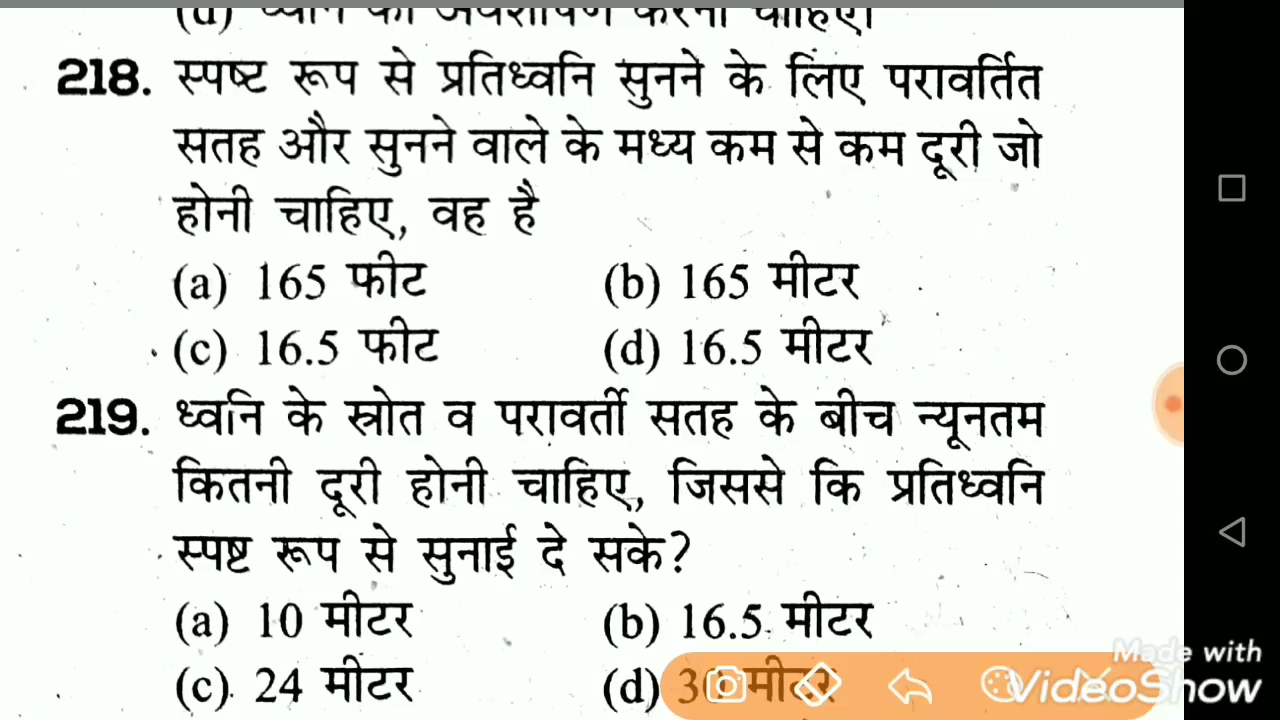 218. स्पष्ट रूप से प्रतिध्वनि सुनने के लिए परावर्तित
सतह और सुनने वाले के मध्य कम से कम दूरी जो
होनी चाहिए, वह है
(a) 165 फीट (b) 165 मीटर
(c) 16.5 फीट (d) 16.5 मीटर
219. ध्वनि के स्रोत व परावर्ती सतह के बीच न्यूनतम
कितनी दूरी होनी चाहिए, जिससे कि प्रतिध्वनि
स्पष्ट रूप से सुनाई दे सके?
(a) 10 मीटर (b) 16.5 मीटर
(c) 24 मीटर (d) मीटर
Made with
VideoShow